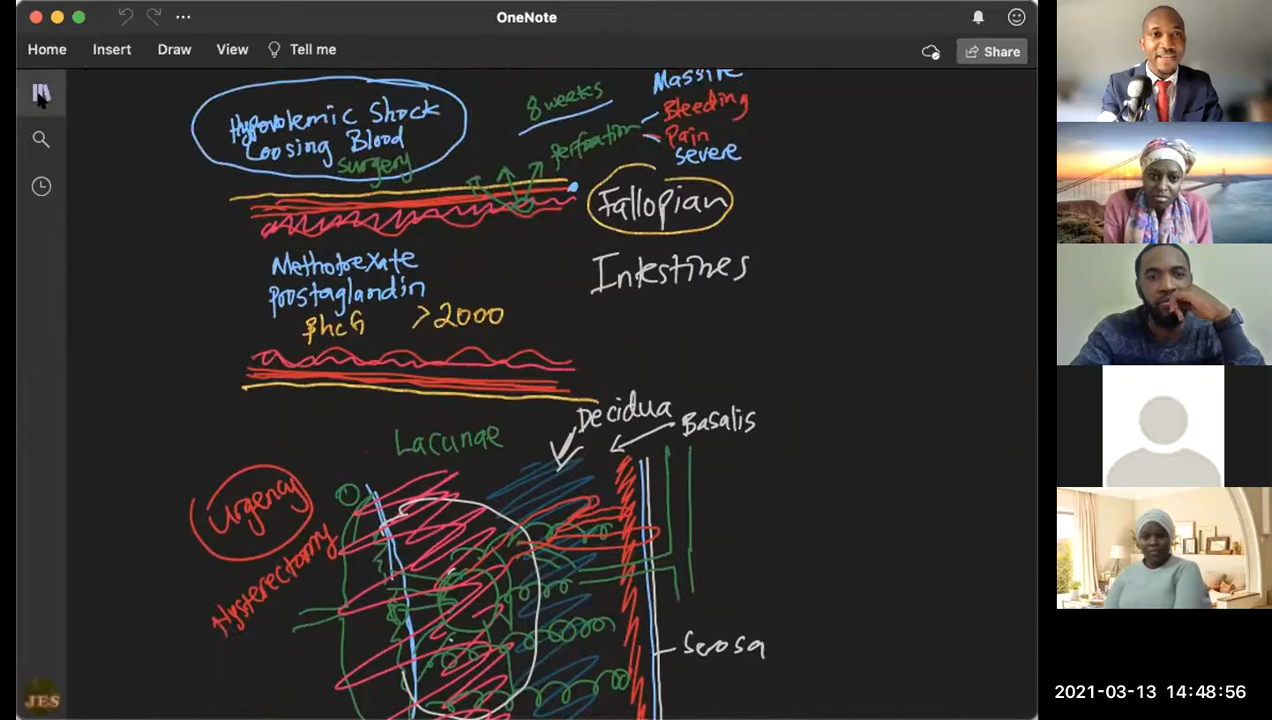 OneNote
Home Insert Draw View Tell me Share
Hypovolemic Shock
Loosing Blood
surgery
8 weeks
perforation
Massive
Bleeding
Pain
severe
Fallopian
Intestines
Methotrexate
prostaglandin
βhcG >2000
Decidua
Basalis
Lacunae
Urgency
Hysterectomy
Serosa
JES
2021-03-13 14:48:56